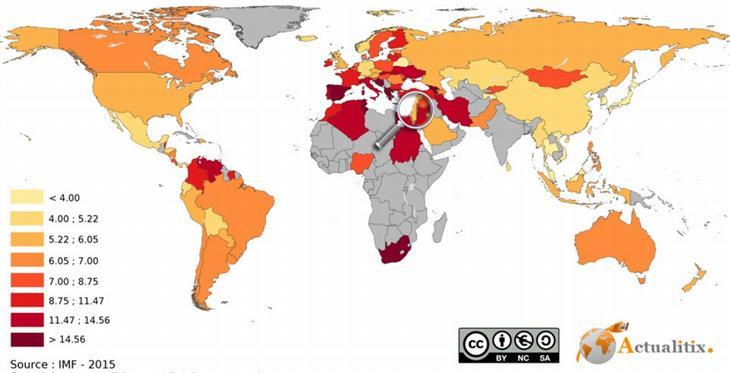 < 4.00
4.00 ; 5.22
5.22 ; 6.05
6.05 ; 7.00
7.00 ; 8.75
8.75 ; 11.47
11.47 ; 14.56
> 14.56
Source : IMF - 2015
cc
BY NC SA
Actualitix.